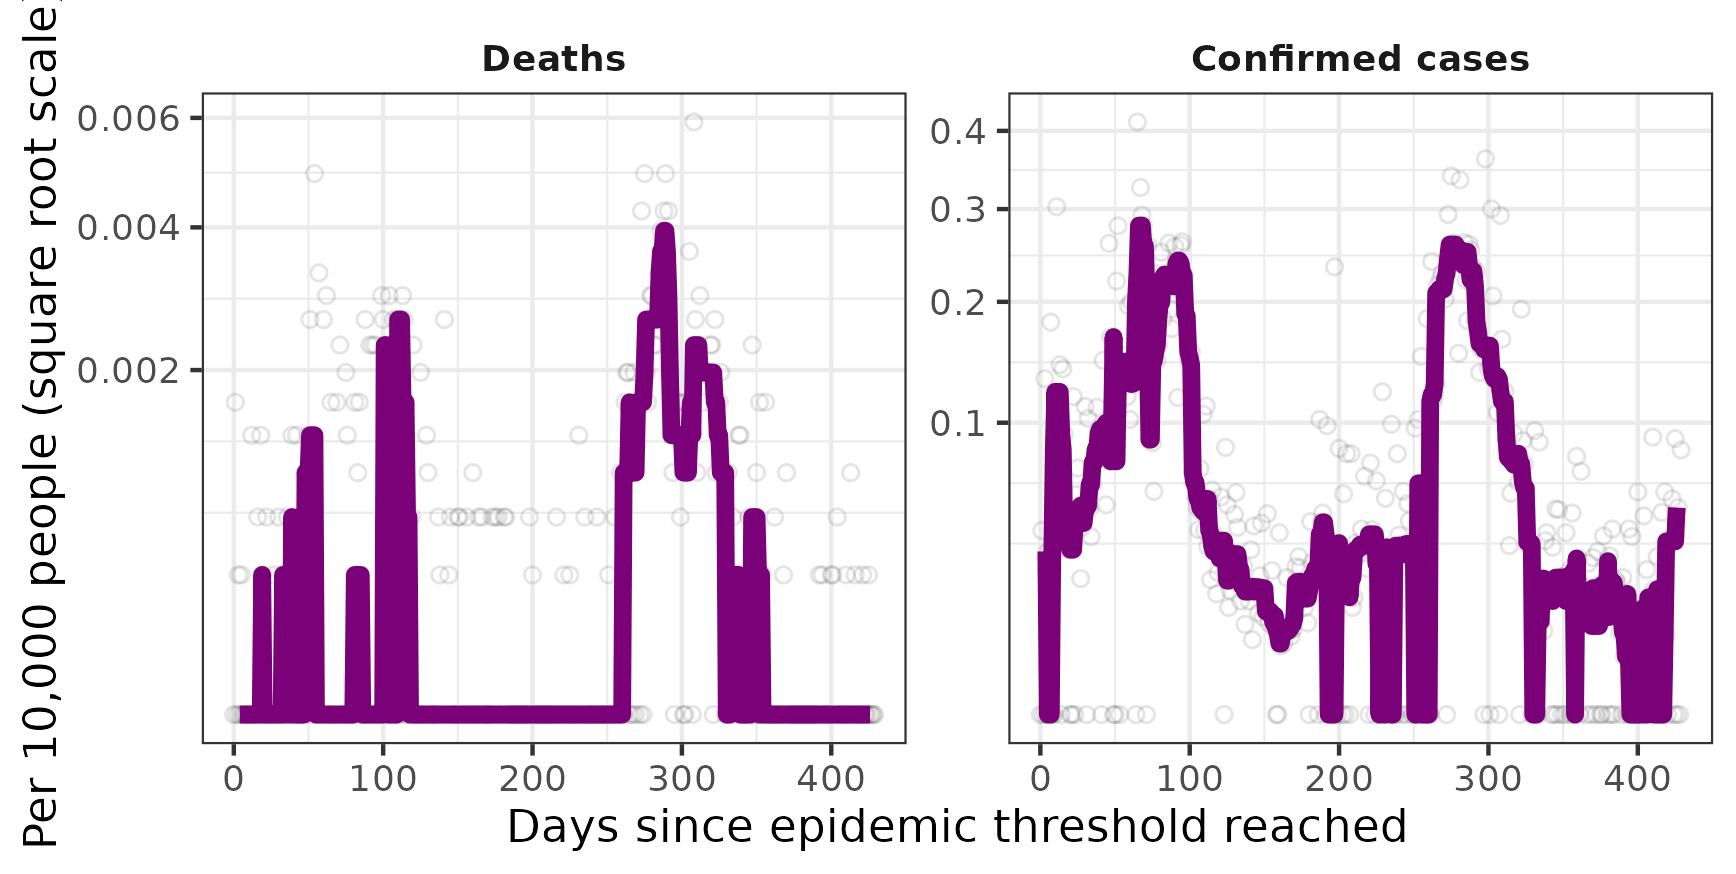 Deaths
Confirmed cases
Per 10,000 people (square root scale)
0.006
0.004
0.002
0.4
0.3
0.2
0.1
0 100 200 300 400
0 100 200 300 400
Days since epidemic threshold reached